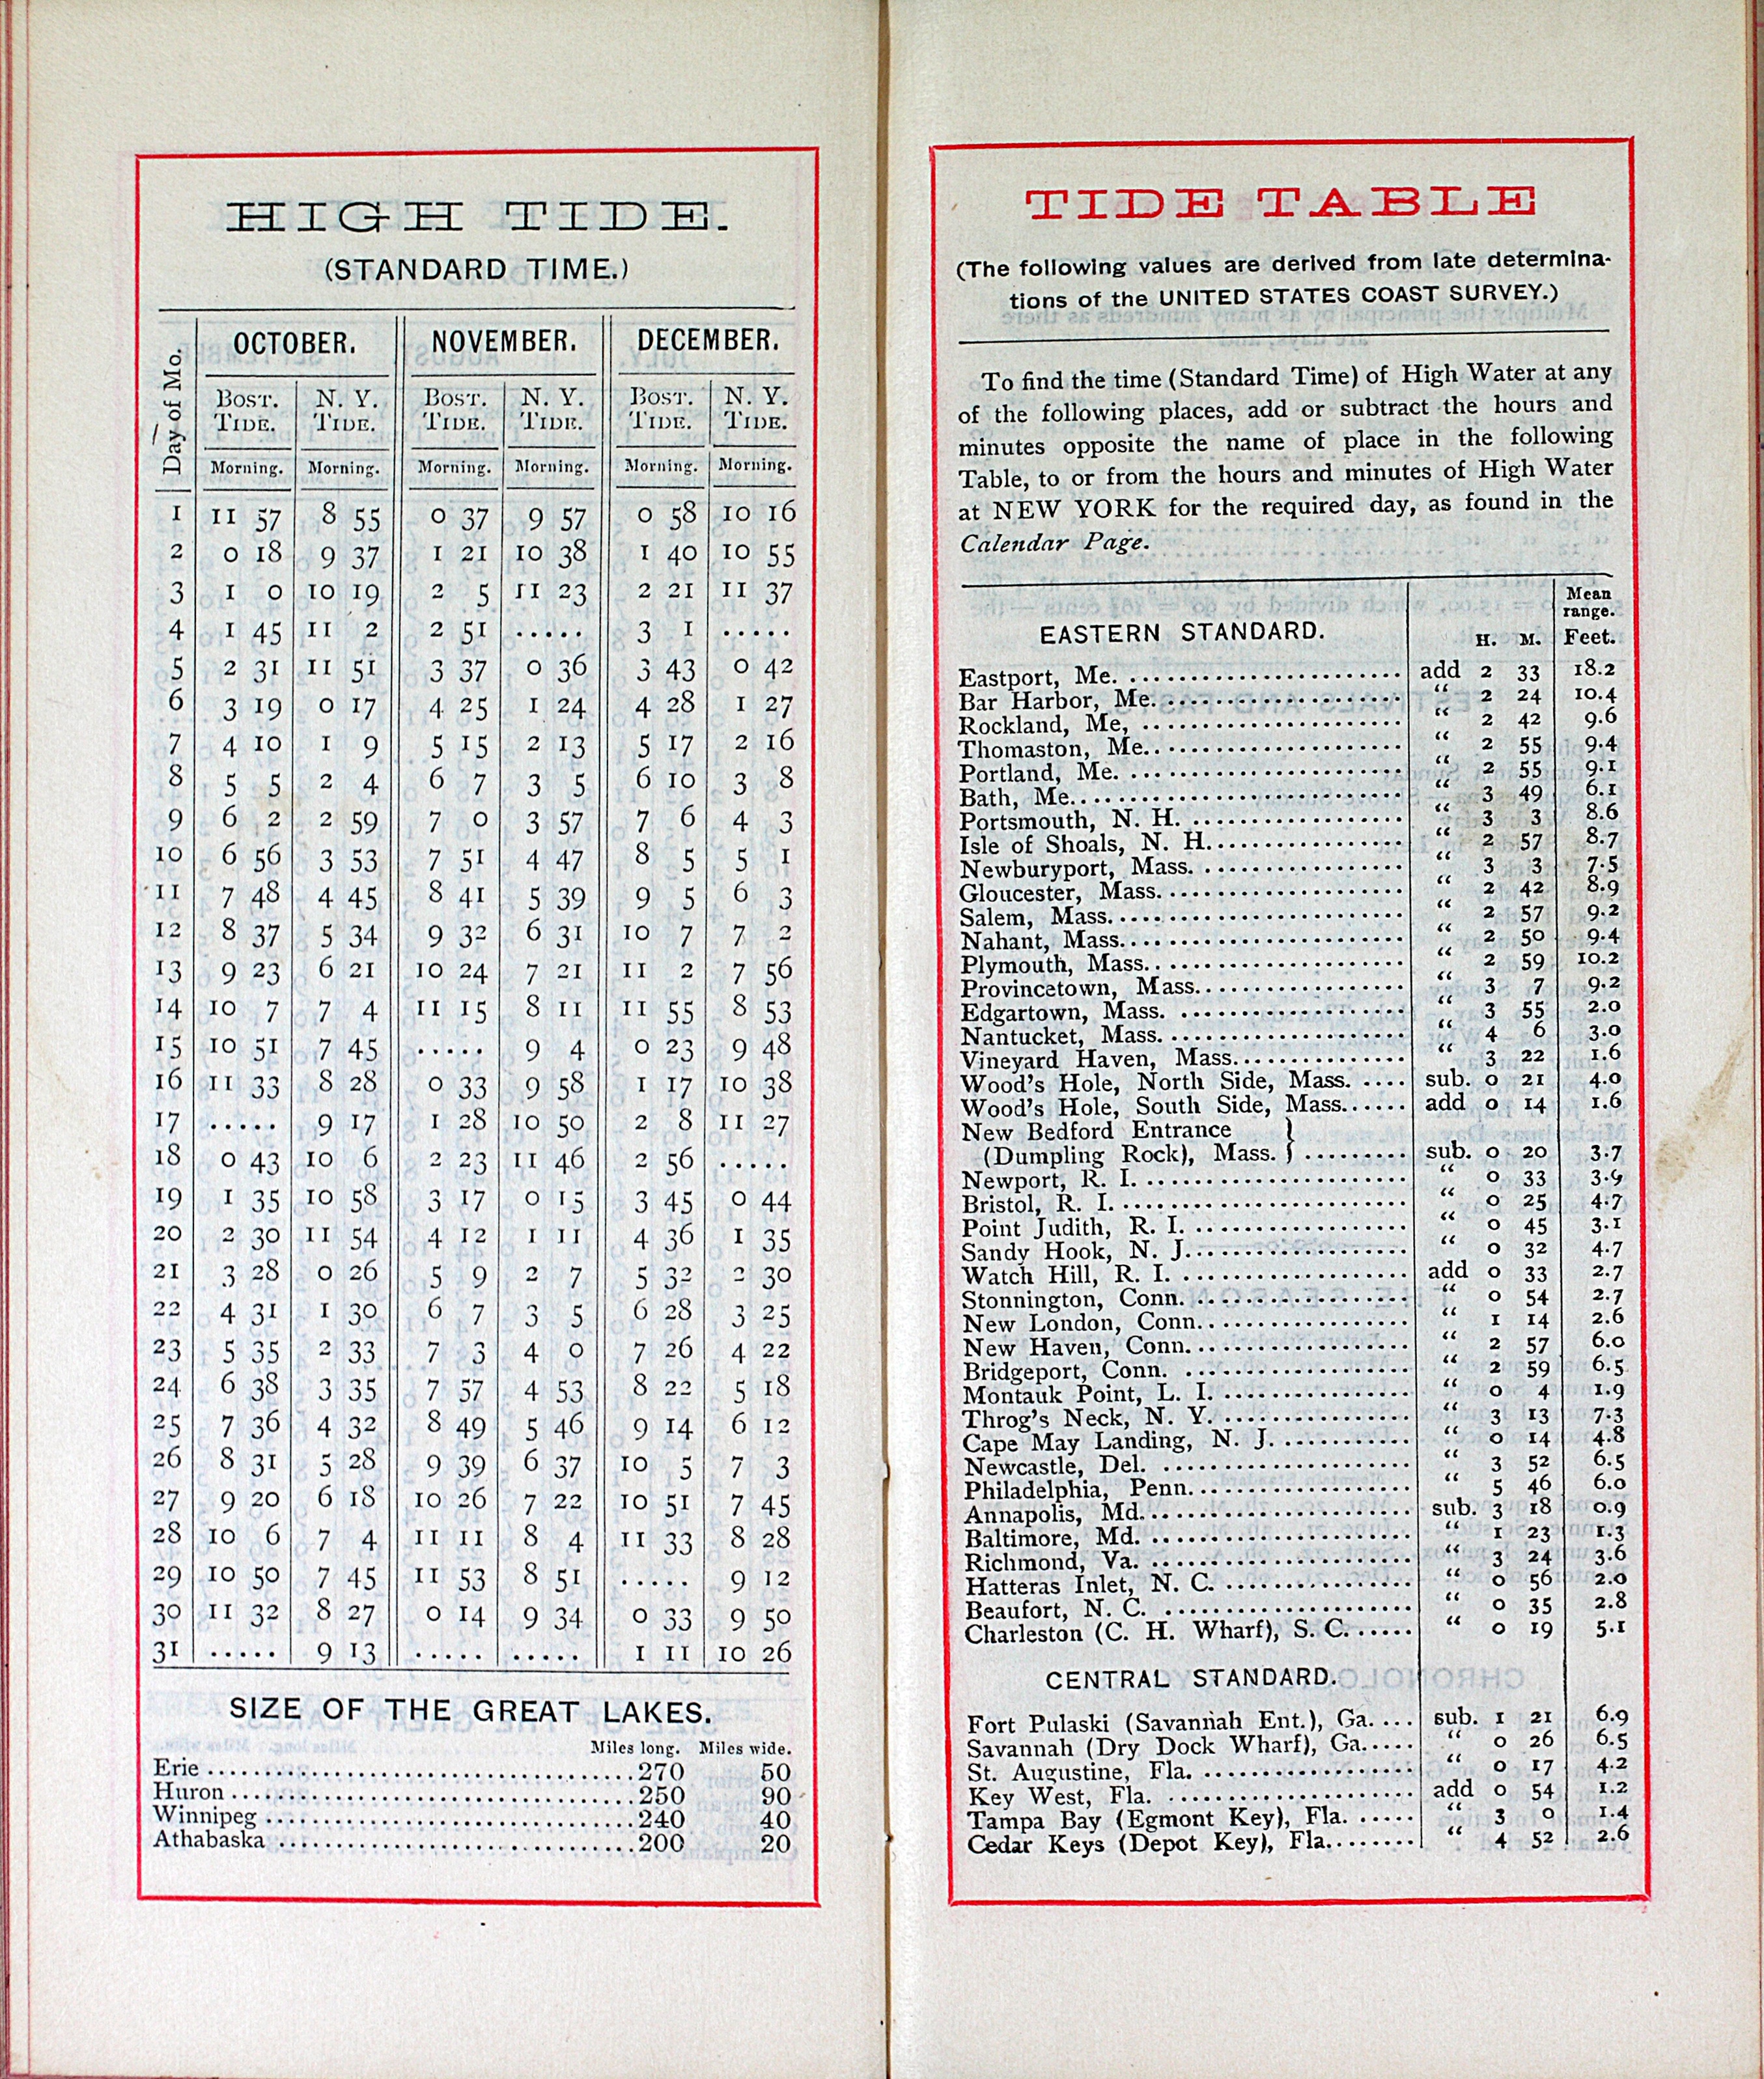 HIGH TIDE.
(STANDARD TIME.)
Day of Mo. OCTOBER. NOVEMBER. DECEMBER.
BOST. TIDE. N. Y. TIDE. BOST. TIDE. N. Y. TIDE. BOST. TIDE. N. Y. TIDE.
Morning. Morning. Morning. Morning. Morning. Morning.
1 11 57 8 55 0 37 9 57 0 58 10 16
2 0 18 9 37 1 21 10 38 1 40 10 55
3 1 0 10 19 2 5 11 23 2 21 11 37
4 1 45 11 2 2 51 ..... 3 1 .....
5 2 31 11 51 3 37 0 36 3 43 0 42
6 3 19 0 17 4 25 1 24 4 28 1 27
7 4 10 1 9 5 15 2 13 5 17 2 16
8 5 5 2 4 6 7 3 5 6 10 3 8
9 6 2 2 59 7 0 3 57 7 6 4 3
10 6 56 3 53 7 51 4 47 8 5 5 1
11 7 48 4 45 8 41 5 39 9 5 6 3
12 8 37 5 34 9 32 6 31 10 7 7 2
13 9 23 6 21 10 24 7 21 11 2 7 56
14 10 7 7 4 11 15 8 11 11 55 8 53
15 10 51 7 45 ..... 9 4 0 23 9 48
16 11 33 8 28 0 33 9 58 1 17 10 38
17 ..... 9 17 1 28 10 50 2 8 11 27
18 0 43 10 6 2 23 11 46 2 56 .....
19 1 35 10 58 3 17 0 15 3 45 0 44
20 2 30 11 54 4 12 1 11 4 36 1 35
21 3 28 0 26 5 9 2 7 5 32 2 30
22 4 31 1 30 6 7 3 5 6 28 3 25
23 5 35 2 33 7 3 4 0 7 26 4 22
24 6 38 3 35 7 57 4 53 8 22 5 18
25 7 36 4 32 8 49 5 46 9 14 6 12
26 8 31 5 28 9 39 6 37 10 5 7 3
27 9 20 6 18 10 26 7 22 10 51 7 45
28 10 6 7 4 11 11 8 4 11 33 8 28
29 10 50 7 45 11 53 8 51 ..... 9 12
30 11 32 8 27 0 14 9 34 0 33 9 50
31 ..... 9 13 ..... ..... 1 11 10 26
SIZE OF THE GREAT LAKES.
Miles long. Miles wide.
Erie ..... 270 50
Huron ..... 250 90
Winnipeg ..... 240 40
Athabaska ..... 200 20
TIDE TABLE
(The following values are derived from late determina-
tions of the UNITED STATES COAST SURVEY.)
To find the time (Standard Time) of High Water at any
of the following places, add or subtract the hours and
minutes opposite the name of place in the following
Table, to or from the hours and minutes of High Water
at NEW YORK for the required day, as found in the
Calendar Page.
EASTERN STANDARD. H. M. Mean range. Feet.
Eastport, Me. ..... add 2 33 18.2
Bar Harbor, Me. ..... " 2 24 10.4
Rockland, Me, ..... " 2 42 9.6
Thomaston, Me. ..... " 2 55 9.4
Portland, Me. ..... " 2 55 9.1
Bath, Me. ..... " 3 49 6.1
Portsmouth, N. H. ..... " 3 3 8.6
Isle of Shoals, N. H. ..... " 2 57 8.7
Newburyport, Mass. ..... " 3 3 7.5
Gloucester, Mass. ..... " 2 42 8.9
Salem, Mass. ..... " 2 57 9.2
Nahant, Mass. ..... " 2 50 9.4
Plymouth, Mass. ..... " 2 59 10.2
Provincetown, Mass. ..... " 3 7 9.2
Edgartown, Mass. ..... " 3 55 2.0
Nantucket, Mass. ..... " 4 6 3.0
Vineyard Haven, Mass. ..... " 3 22 1.6
Wood's Hole, North Side, Mass. .... sub. 0 21 4.0
Wood's Hole, South Side, Mass. ..... add 0 14 1.6
New Bedford Entrance }
(Dumpling Rock), Mass. } ..... sub. 0 20 3.7
Newport, R. I. ..... " 0 33 3.9
Bristol, R. I. ..... " 0 25 4.7
Point Judith, R. I. ..... " 0 45 3.1
Sandy Hook, N. J. ..... " 0 32 4.7
Watch Hill, R. I. ..... add 0 33 2.7
Stonnington, Conn. ..... " 0 54 2.7
New London, Conn. ..... " 1 14 2.6
New Haven, Conn. ..... " 2 57 6.0
Bridgeport, Conn. ..... " 2 59 6.5
Montauk Point, L. I. ..... " 0 4 1.9
Throg's Neck, N. Y. ..... " 3 13 7.3
Cape May Landing, N. J. ..... " 0 14 4.8
Newcastle, Del. ..... " 3 52 6.5
Philadelphia, Penn. ..... " 5 46 6.0
Annapolis, Md. ..... sub. 3 18 0.9
Baltimore, Md. ..... " 1 23 1.3
Richmond, Va. ..... " 3 24 3.6
Hatteras Inlet, N. C. ..... " 0 56 2.0
Beaufort, N. C. ..... " 0 35 2.8
Charleston (C. H. Wharf), S. C. ..... " 0 19 5.1
CENTRAL STANDARD.
Fort Pulaski (Savannah Ent.), Ga. .... sub. 1 21 6.9
Savannah (Dry Dock Wharf), Ga. .... " 0 26 6.5
St. Augustine, Fla. ..... " 0 17 4.2
Key West, Fla. ..... add 0 54 1.2
Tampa Bay (Egmont Key), Fla. ..... " 3 0 1.4
Cedar Keys (Depot Key), Fla. ..... " 4 52 2.6